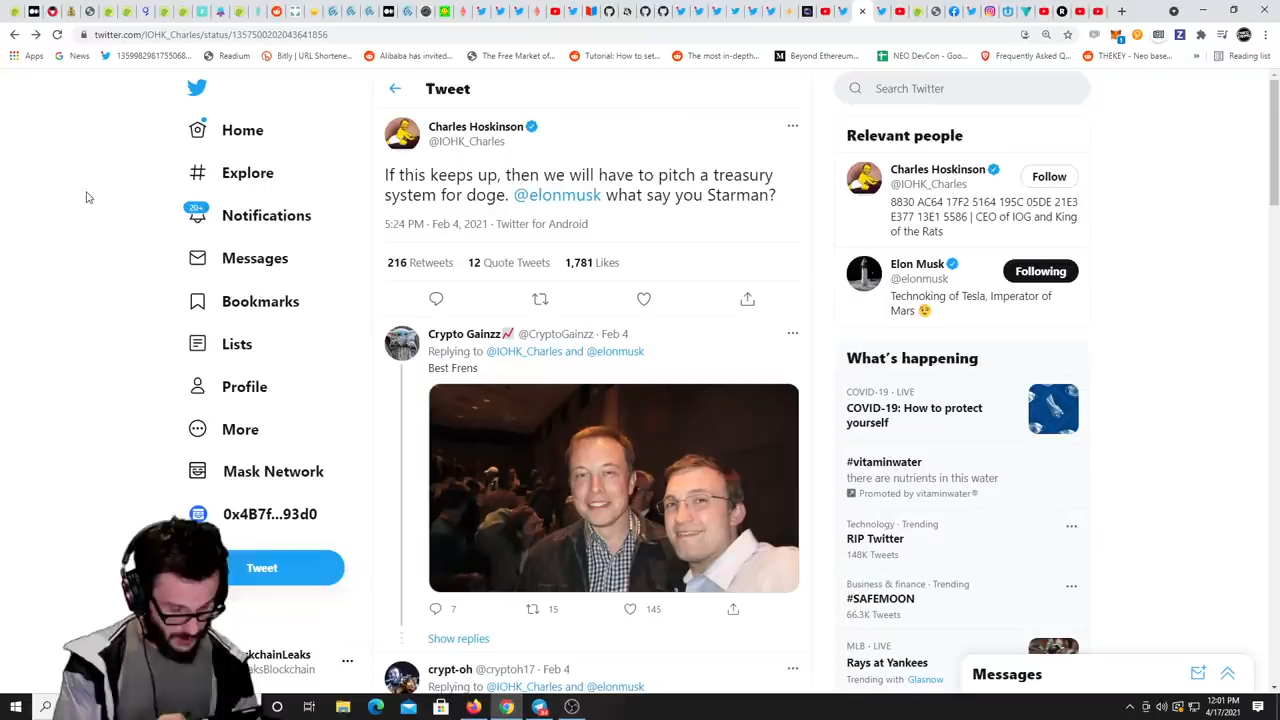 twitter.com/IOHK_Charles/status/1357500202043641856
Apps
News
1359982981755068...
Readium
Bitly | URL Shortene...
Alibaba has invited...
The Free Market of...
Tutorial: How to set...
The most in-depth...
Beyond Ethereum...
NEO DevCon - Goo...
Frequently Asked Q...
THEKEY - Neo base...
Reading list
Home
Explore
20+
Notifications
Messages
Bookmarks
Lists
Profile
More
Mask Network
0x4B7f...93d0
Tweet
ckchainLeaks
aksBlockchain
Tweet
Charles Hoskinson
@IOHK_Charles
If this keeps up, then we will have to pitch a treasury
system for doge. @elonmusk what say you Starman?
5:24 PM · Feb 4, 2021 · Twitter for Android
216 Retweets 12 Quote Tweets 1,781 Likes
Crypto Gainzz @CryptoGainzz · Feb 4
Replying to @IOHK_Charles and @elonmusk
Best Frens
7 15 145
Show replies
crypt-oh @cryptoh17 · Feb 4
Replying to @IOHK_Charles and @elonmusk
Search Twitter
Relevant people
Charles Hoskinson
@IOHK_Charles
Follow
0830 AC64 17F2 5164 195C 05DE 21E3
E377 13E1 5586 | CEO of IOG and King
of the Rats
Elon Musk
@elonmusk
Following
Technoking of Tesla, Imperator of
Mars
What's happening
COVID-19 · LIVE
COVID-19: How to protect
yourself
#vitaminwater
there are nutrients in this water
Promoted by vitaminwater®
Technology · Trending
RIP Twitter
148K Tweets
Business & finance · Trending
#SAFEMOON
66.3K Tweets
MLB · LIVE
Rays at Yankees
Trending with Glasnow
Messages
12:01 PM
4/17/2021